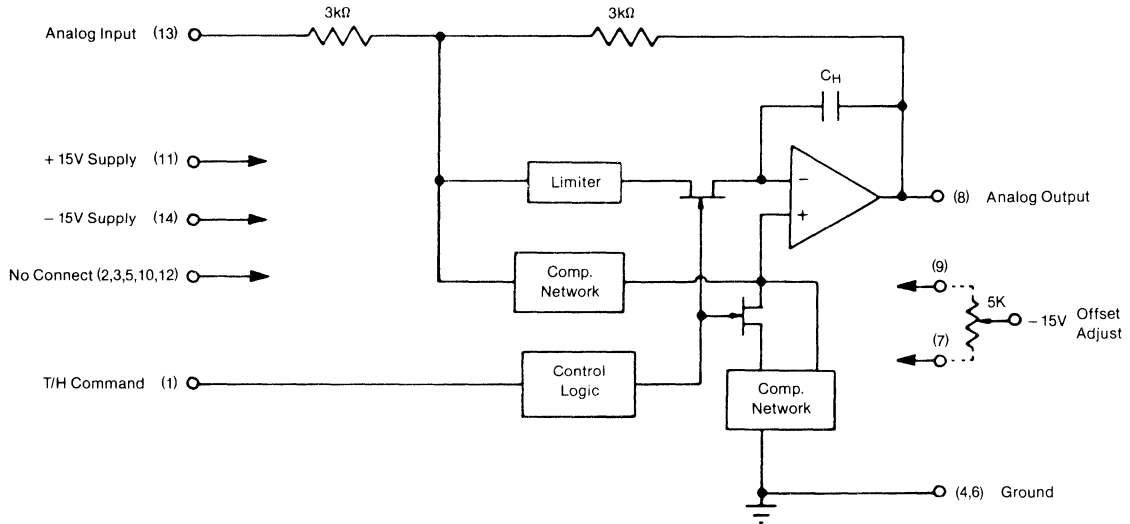 3kΩ
3kΩ
Analog Input (13)
CH
+ 15V Supply (11)
Limiter
−
(8) Analog Output
− 15V Supply (14)
+
No Connect (2,3,5,10,12)
Comp.
Network
(9)
5K
− 15V
Offset
Adjust
(7)
T/H Command (1)
Control
Logic
Comp.
Network
(4,6) Ground